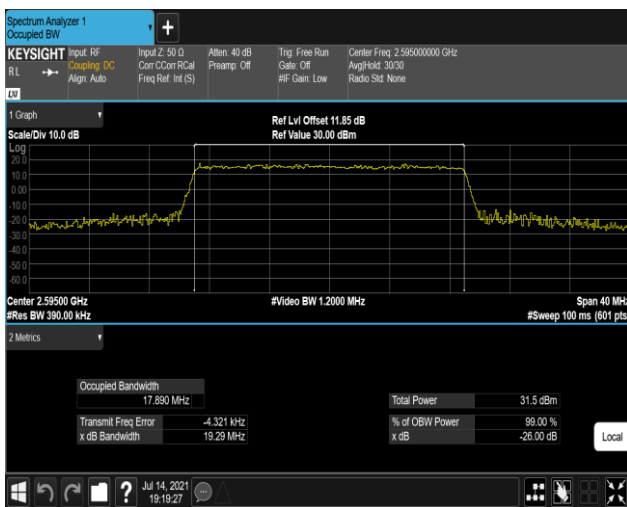 Spectrum Analyzer 1
Occupied BW
+
KEYSIGHT Input: RF Input Z: 50 Ω Atten: 40 dB Trig: Free Run Center Freq: 2.595000000 GHz
RL Coupling: DC Corr CCorr RCal Preamp: Off Gate: Off Avg|Hold: 30/30
Align: Auto Freq Ref: Int (S) #IF Gain: Low Radio Std: None
LXI
1 Graph
Ref Lvl Offset 11.85 dB
Scale/Div 10.0 dB Ref Value 30.00 dBm
Log
20.0
10.0
0.00
-10.0
-20.0
-30.0
-40.0
-50.0
-60.0
Center 2.59500 GHz #Video BW 1.2000 MHz Span 40 MHz
#Res BW 390.00 kHz #Sweep 100 ms (601 pts
2 Metrics
Occupied Bandwidth
17.890 MHz Total Power 31.5 dBm
Transmit Freq Error -4.321 kHz % of OBW Power 99.00 %
x dB Bandwidth 19.29 MHz x dB -26.00 dB
Local
? Jul 14, 2021
19:19:27